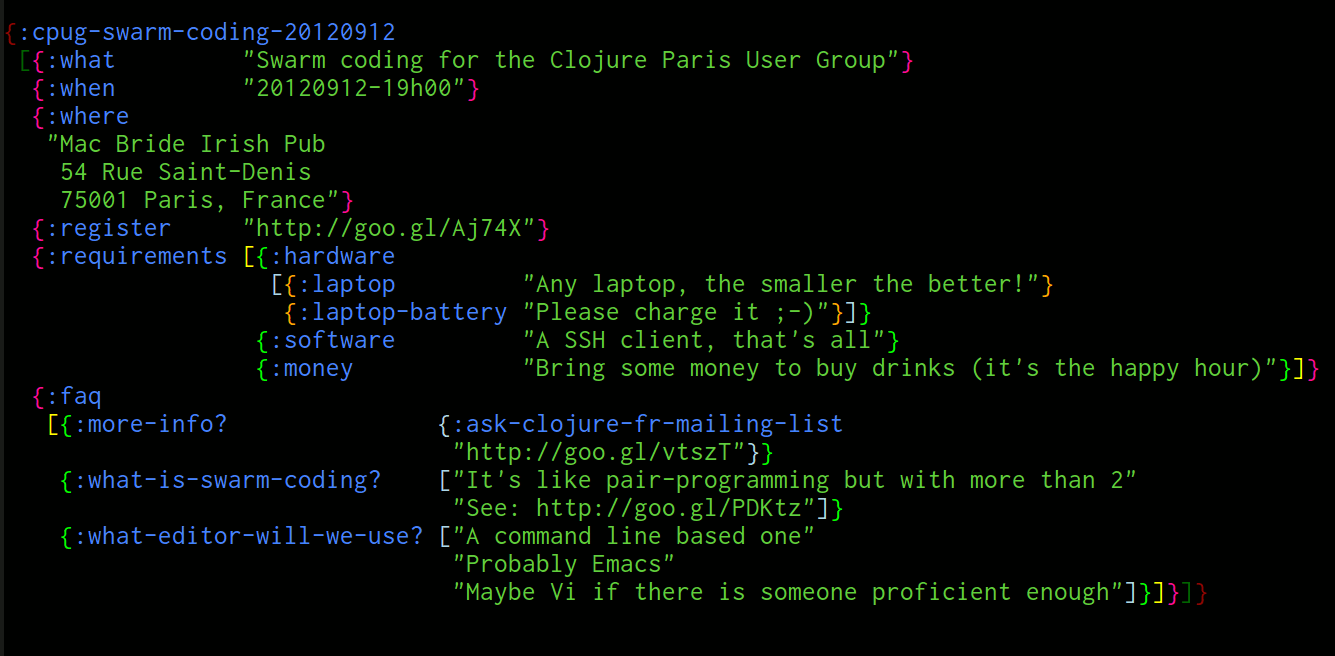 {:cpug-swarm-coding-20120912
 [{:what         "Swarm coding for the Clojure Paris User Group"}
  {:when         "20120912-19h00"}
  {:where
   "Mac Bride Irish Pub
    54 Rue Saint-Denis
    75001 Paris, France"}
  {:register     "http://goo.gl/Aj74X"}
  {:requirements [{:hardware
                   [{:laptop         "Any laptop, the smaller the better!"}
                    {:laptop-battery "Please charge it ;-)"}]}
                  {:software         "A SSH client, that's all"}
                  {:money            "Bring some money to buy drinks (it's the happy hour)"}]}
  {:faq
   [{:more-info?               {:ask-clojure-fr-mailing-list
                                "http://goo.gl/vtszT"}}
    {:what-is-swarm-coding?    ["It's like pair-programming but with more than 2"
                                "See: http://goo.gl/PDKtz"]}
    {:what-editor-will-we-use? ["A command line based one"
                                "Probably Emacs"
                                "Maybe Vi if there is someone proficient enough"]}]}]}